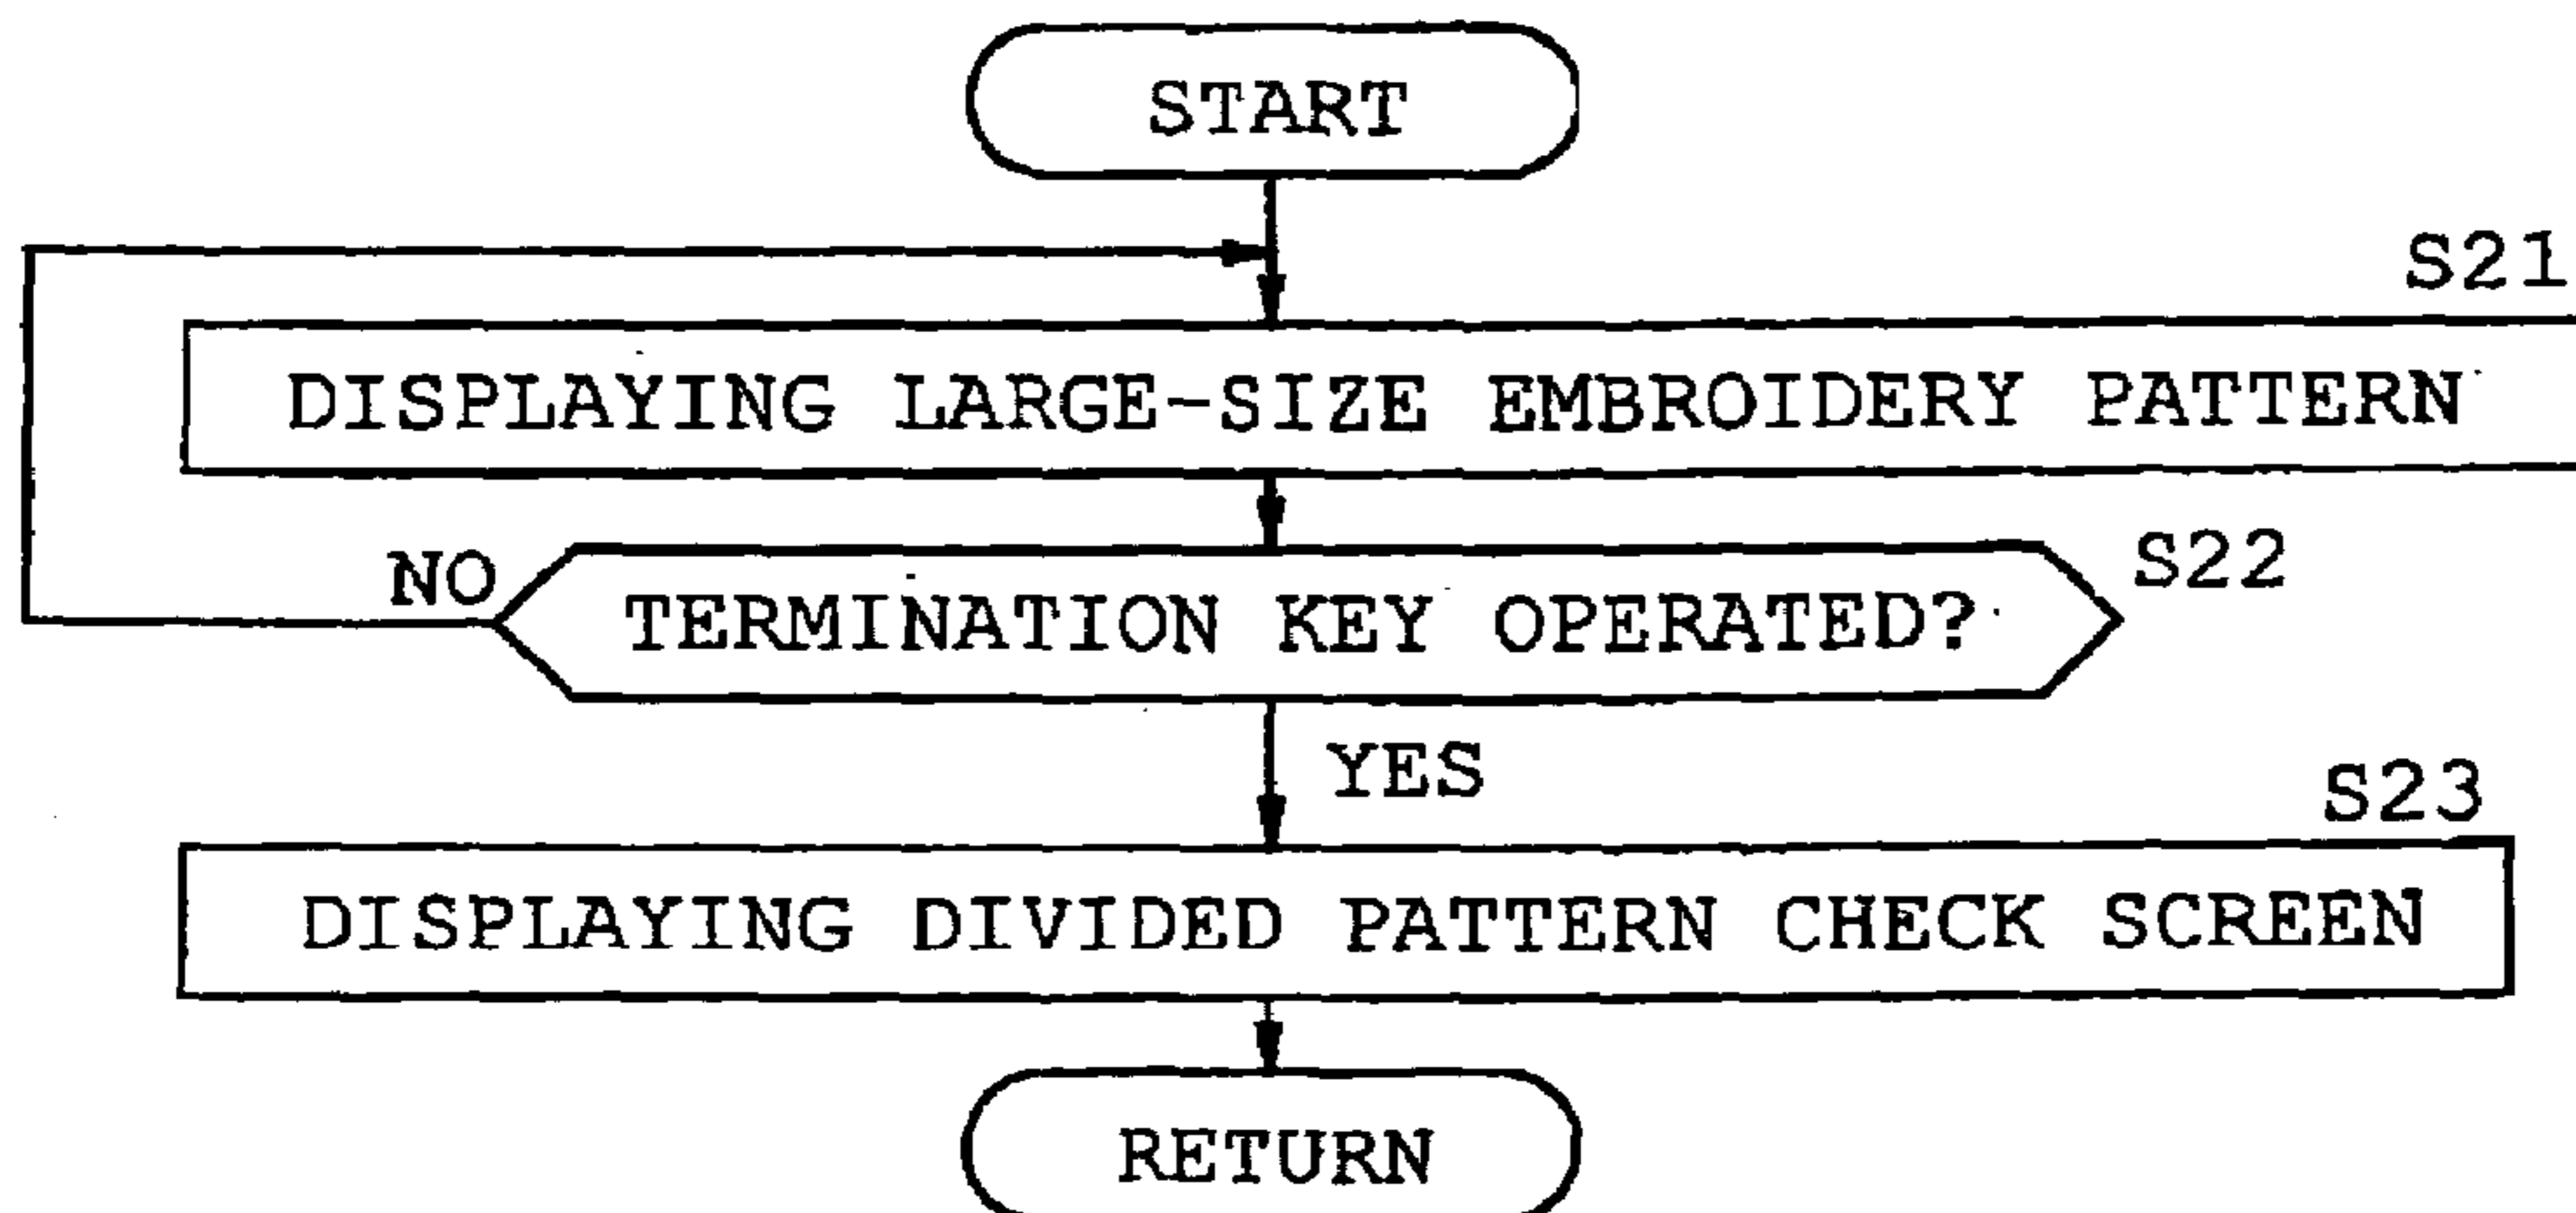 START
S21
DISPLAYING LARGE-SIZE EMBROIDERY PATTERN
NO
S22
TERMINATION KEY OPERATED?
YES
S23
DISPLAYING DIVIDED PATTERN CHECK SCREEN
RETURN